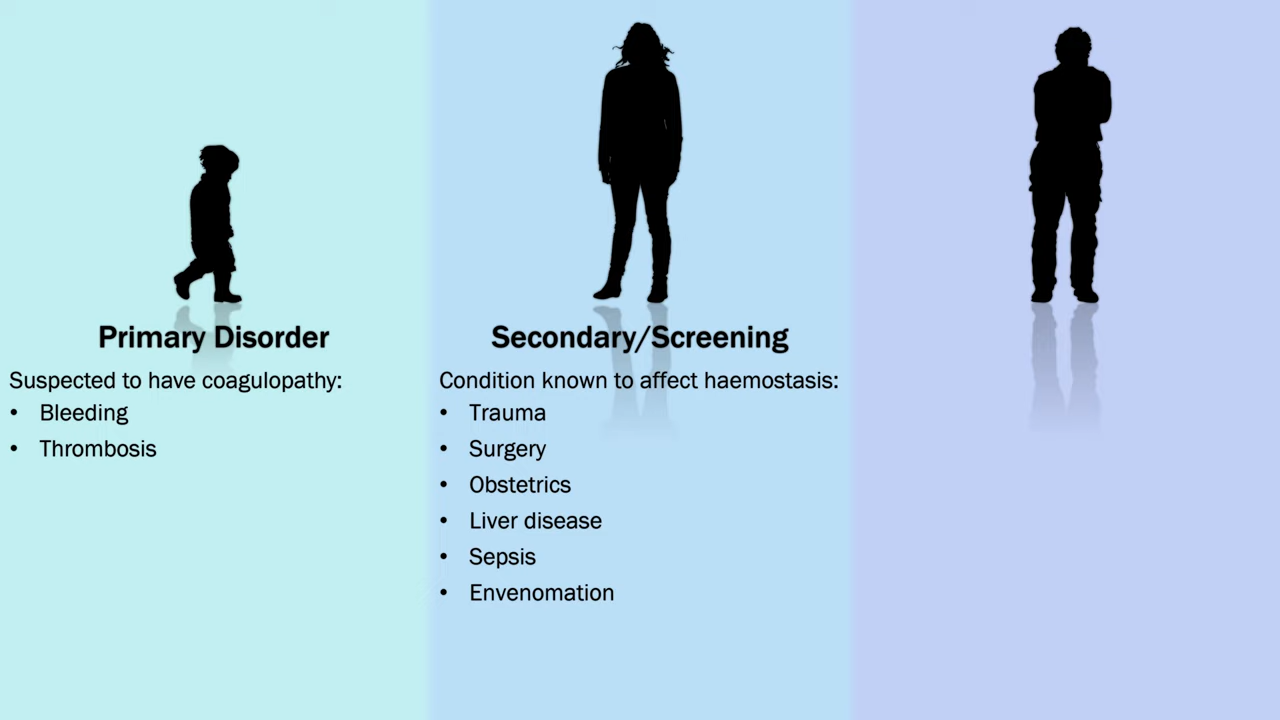 Primary Disorder
Suspected to have coagulopathy:
• Bleeding
• Thrombosis
Secondary/Screening
Condition known to affect haemostasis:
• Trauma
• Surgery
• Obstetrics
• Liver disease
• Sepsis
• Envenomation